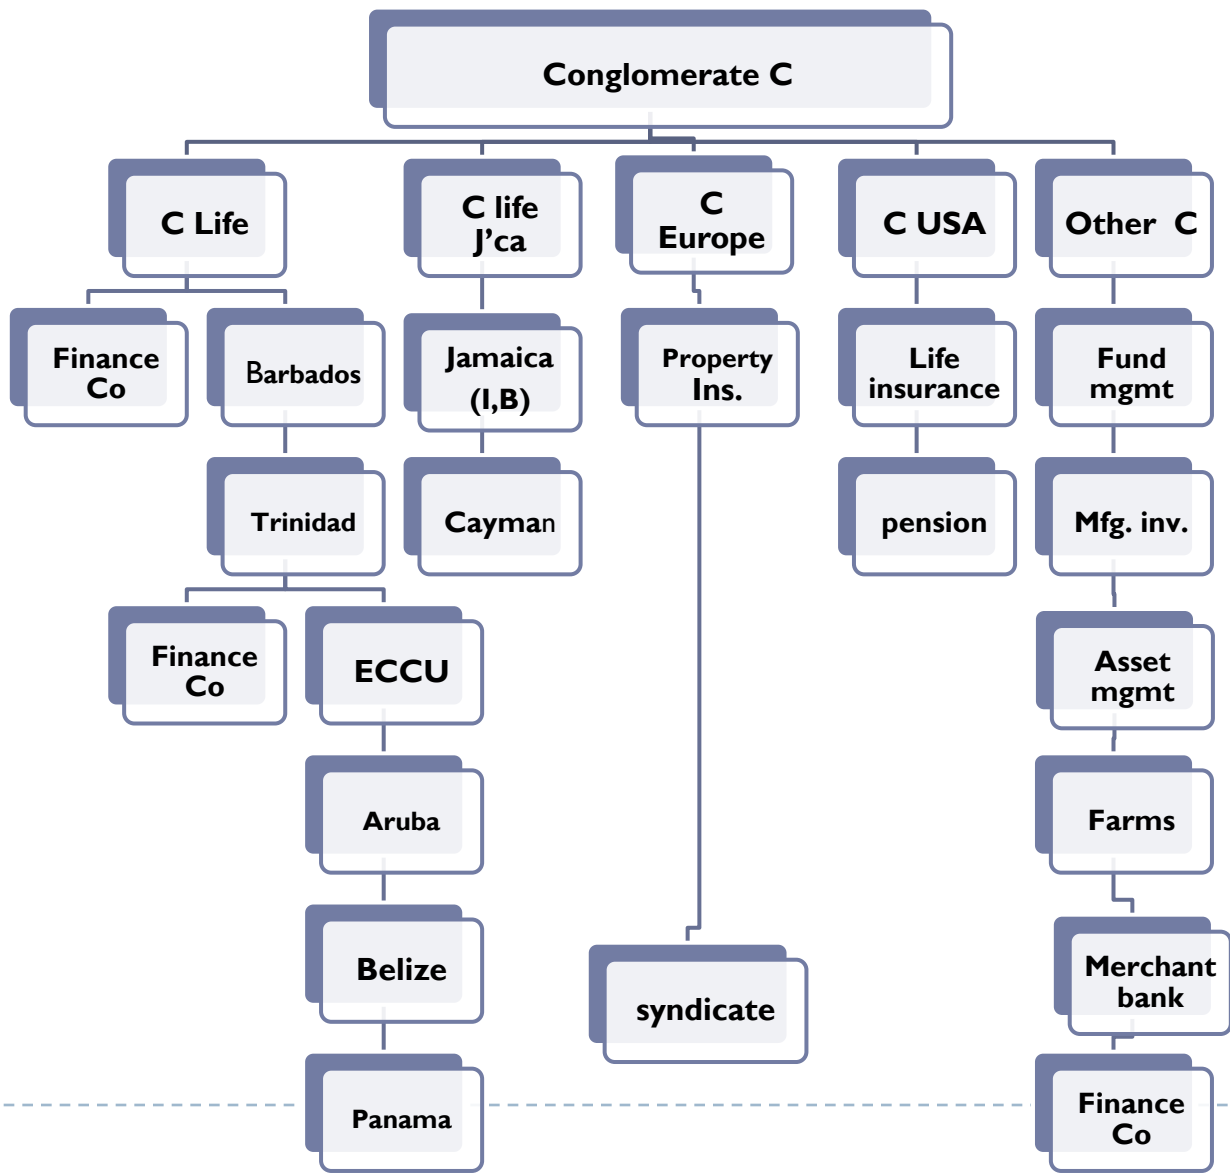 Conglomerate C
C Life
C life
J’ca
C
Europe
C USA
Other C
Finance
Co
Barbados
Jamaica
(I,B)
Property
Ins.
Life
insurance
Fund
mgmt
Trinidad
Cayman
pension
Mfg. inv.
Finance
Co
ECCU
Asset
mgmt
Aruba
Farms
Belize
syndicate
Merchant
bank
Panama
Finance
Co